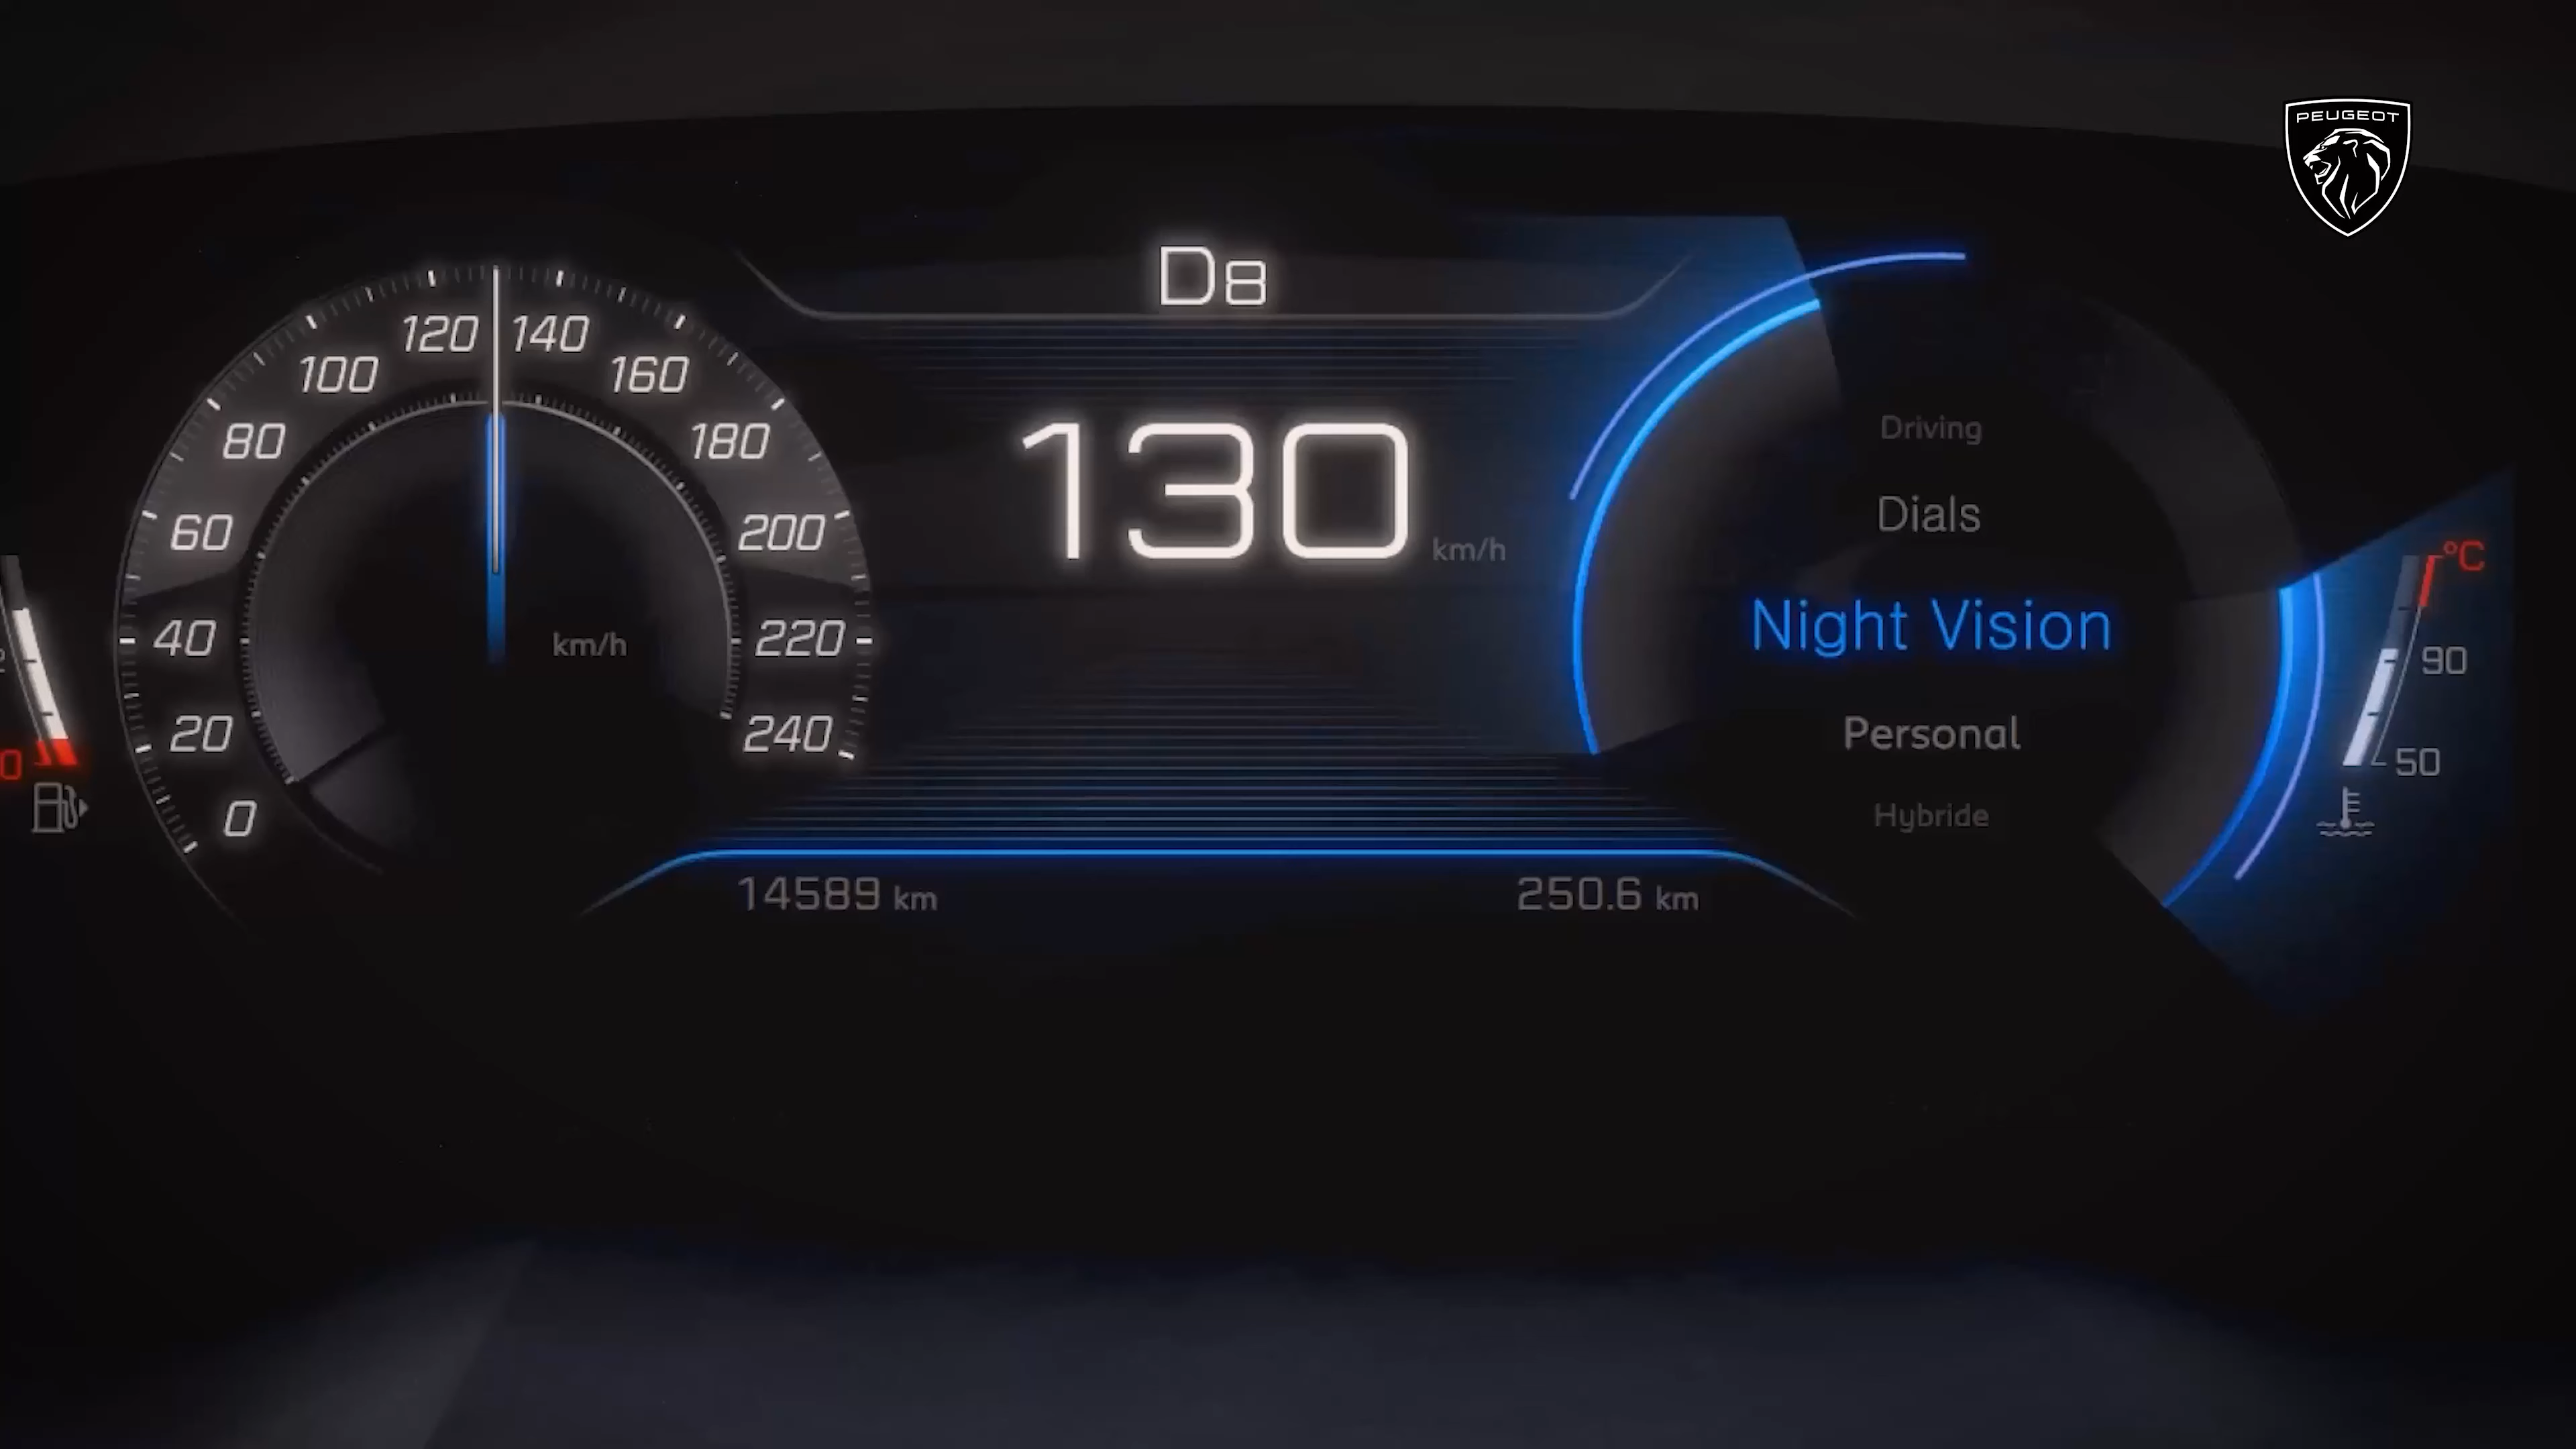 PEUGEOT
D8
120 140
100 160
80 180
60 200
40 220
20 240
0
km/h
130 km/h
Driving
Dials
Night Vision
Personal
Hybride
°C
90
50
0
14589 km
250.6 km